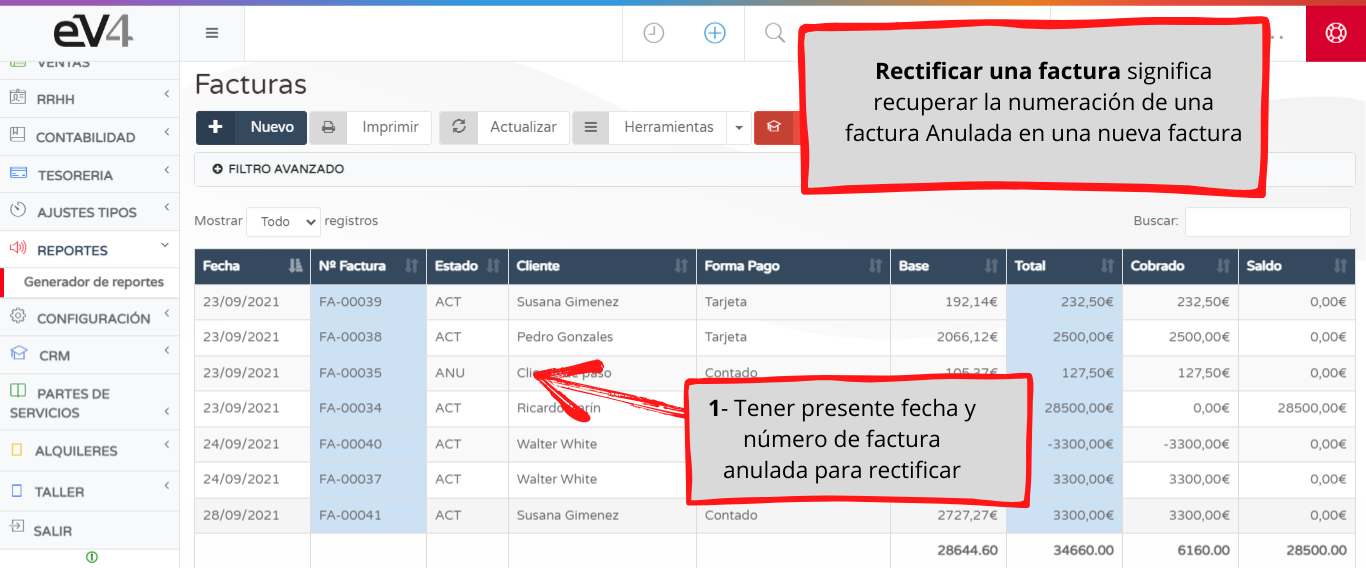 eV4
Rectificar una factura significa
recuperar la numeración de una
factura Anulada en una nueva factura
VENTAS
RRHH
CONTABILIDAD
TESORERIA
AJUSTES TIPOS
REPORTES
Generador de reportes
CONFIGURACIÓN
CRM
PARTES DE
SERVICIOS
ALQUILERES
TALLER
SALIR
Facturas
Nuevo Imprimir Actualizar Herramientas
FILTRO AVANZADO
Mostrar Todo registros Buscar:
Fecha Nº Factura Estado Cliente Forma Pago Base Total Cobrado Saldo
23/09/2021 FA-00039 ACT Susana Gimenez Tarjeta 192,14€ 232,50€ 232,50€ 0,00€
23/09/2021 FA-00038 ACT Pedro Gonzales Tarjeta 2066,12€ 2500,00€ 2500,00€ 0,00€
23/09/2021 FA-00035 ANU paso Contado 105,37€ 127,50€ 127,50€ 0,00€
23/09/2021 FA-00034 ACT Ricardo 28500,00€ 0,00€ 28500,00€
24/09/2021 FA-00040 ACT Walter White -3300,00€ -3300,00€ 0,00€
24/09/2021 FA-00037 ACT Walter White 3300,00€ 3300,00€ 0,00€
28/09/2021 FA-00041 ACT Susana Gimenez Contado 2727,27€ 3300,00€ 3300,00€ 0,00€
28644.60 34660.00 6160.00 28500.00
1- Tener presente fecha y
número de factura
anulada para rectificar